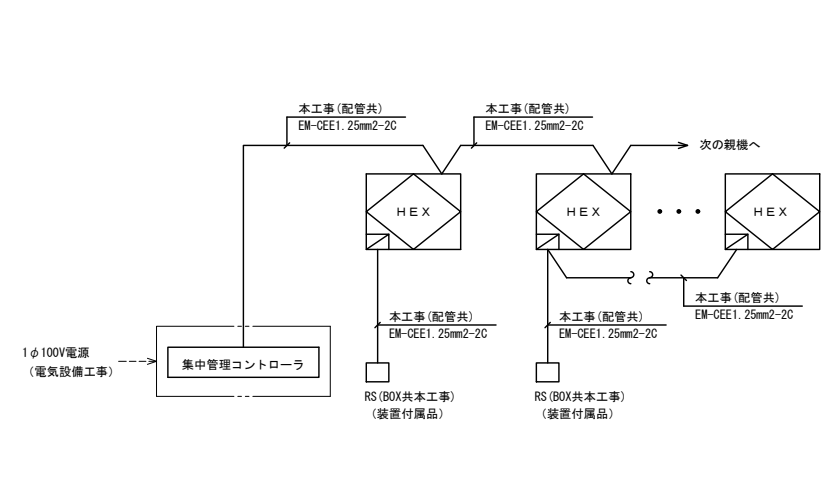 本工事(配管共)
EM-CEE1.25mm2-2C
本工事(配管共)
EM-CEE1.25mm2-2C
次の親機へ
HEX
HEX
HEX
本工事(配管共)
EM-CEE1.25mm2-2C
本工事(配管共)
EM-CEE1.25mm2-2C
本工事(配管共)
EM-CEE1.25mm2-2C
1φ100V電源
(電気設備工事)
集中管理コントローラ
RS(BOX共本工事)
(装置付属品)
RS(BOX共本工事)
(装置付属品)